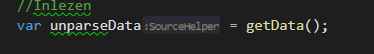 //Inlezen
var unparseData :SourceHelper = getData();